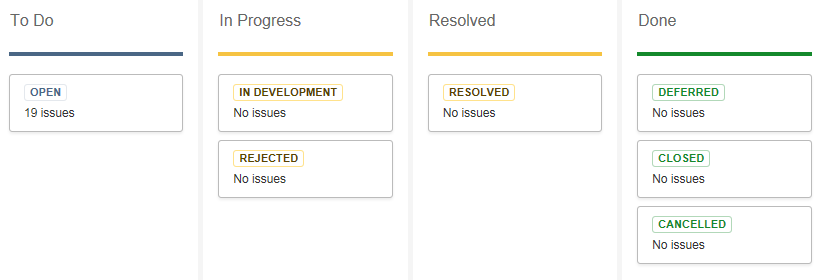 To Do
OPEN
19 issues
In Progress
IN DEVELOPMENT
No issues
REJECTED
No issues
Resolved
RESOLVED
No issues
Done
DEFERRED
No issues
CLOSED
No issues
CANCELLED
No issues